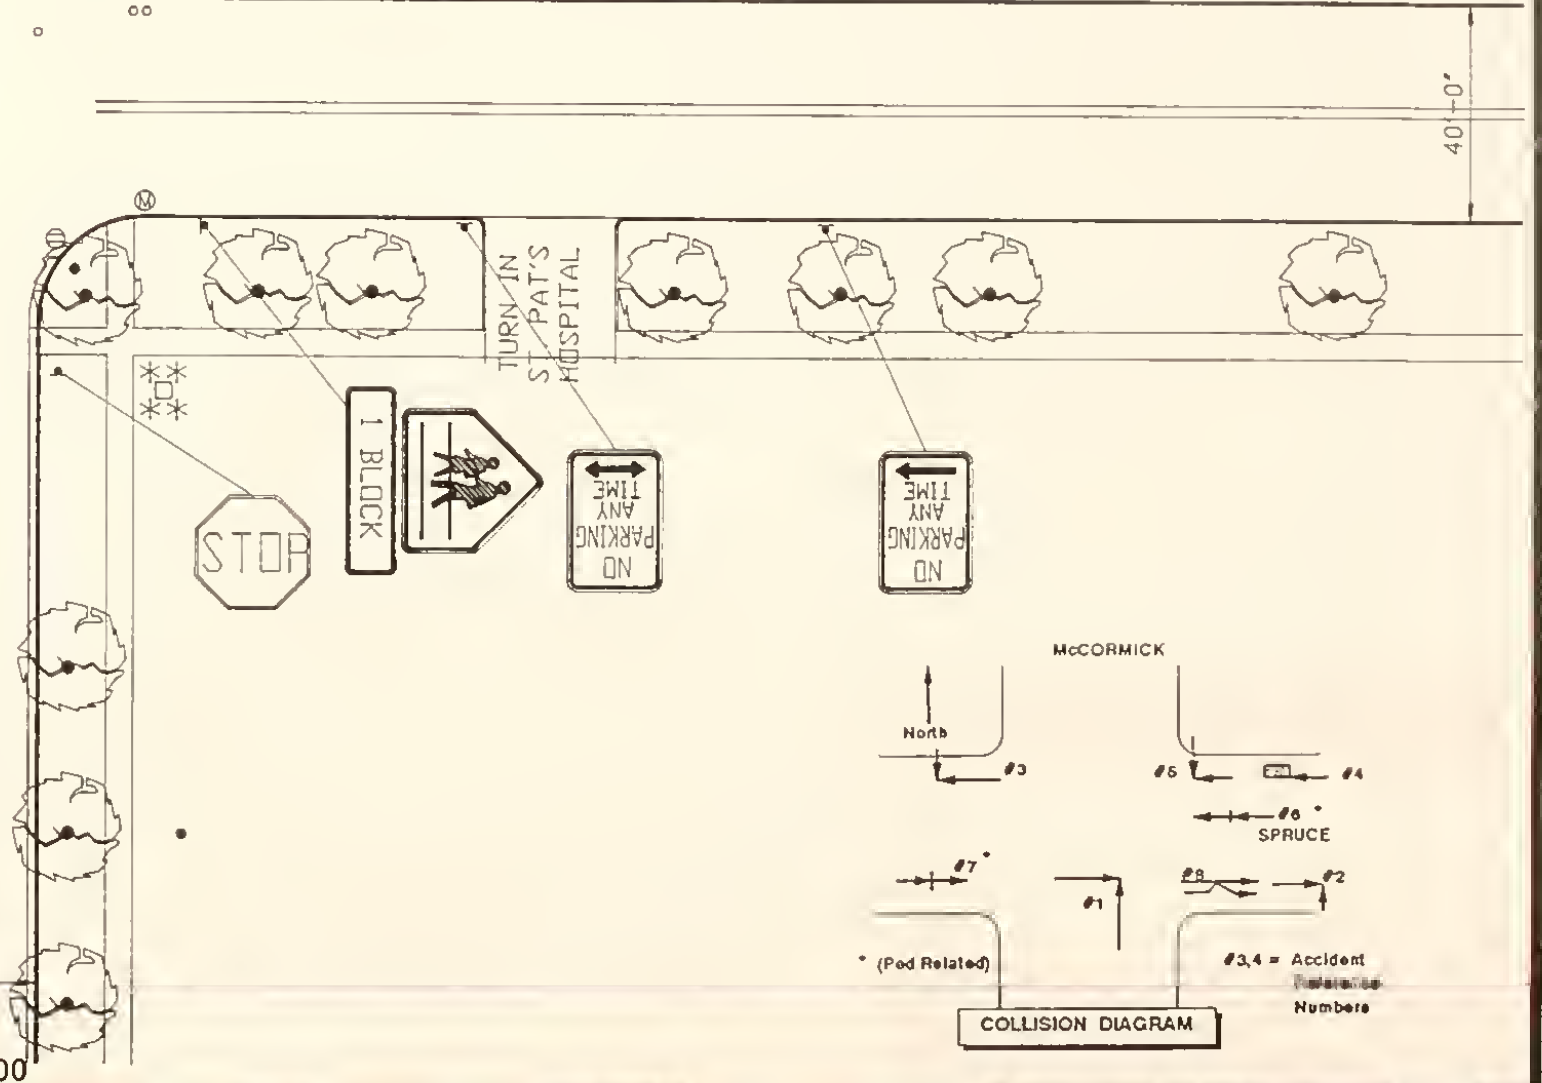 40'-0"
M
TURN IN
ST PAT'S
HOSPITAL
1 BLOCK
STOP
NO
PARKING
ANY
TIME
NO
PARKING
ANY
TIME
McCORMICK
North
#3
#5
#4
#6 *
SPRUCE
#7 *
#8
#2
#1
* (Ped Related)
#3,4 = Accident
Reference
Numbers
COLLISION DIAGRAM
00